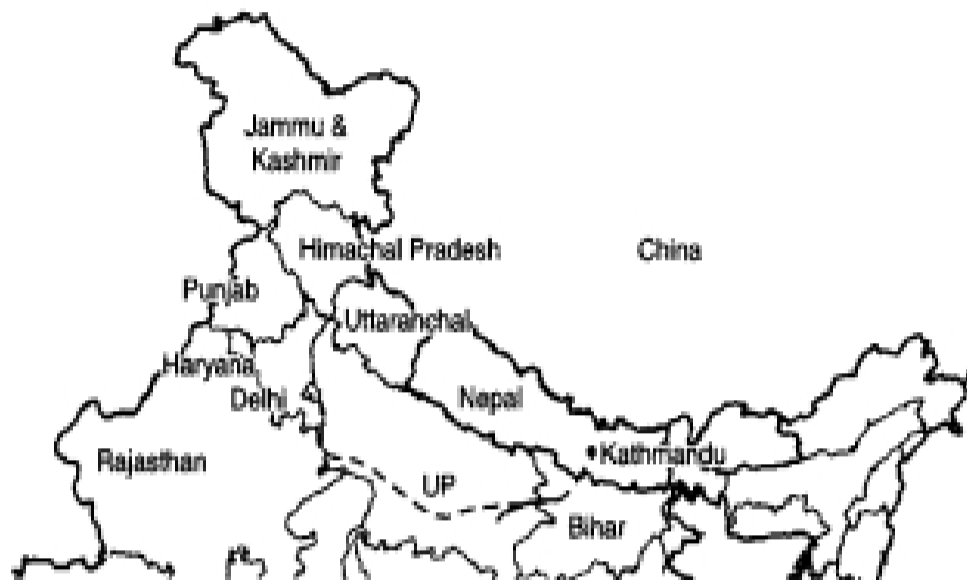 Jammu &
Kashmir
Himachal Pradesh
China
Punjab
Uttaranchal
Haryana
Delhi
Nepal
Kathmandu
Rajasthan
UP
Bihar